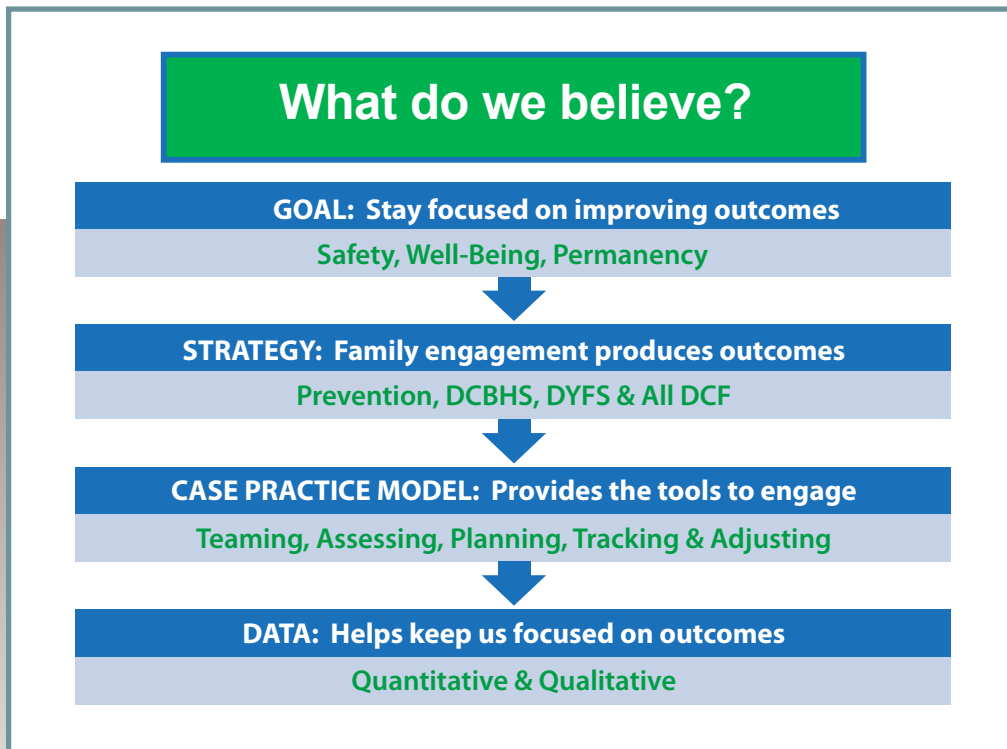 What do we believe?
GOAL: Stay focused on improving outcomes
Safety, Well-Being, Permanency
STRATEGY: Family engagement produces outcomes
Prevention, DCBHS, DYFS & All DCF
CASE PRACTICE MODEL: Provides the tools to engage
Teaming, Assessing, Planning, Tracking & Adjusting
DATA: Helps keep us focused on outcomes
Quantitative & Qualitative